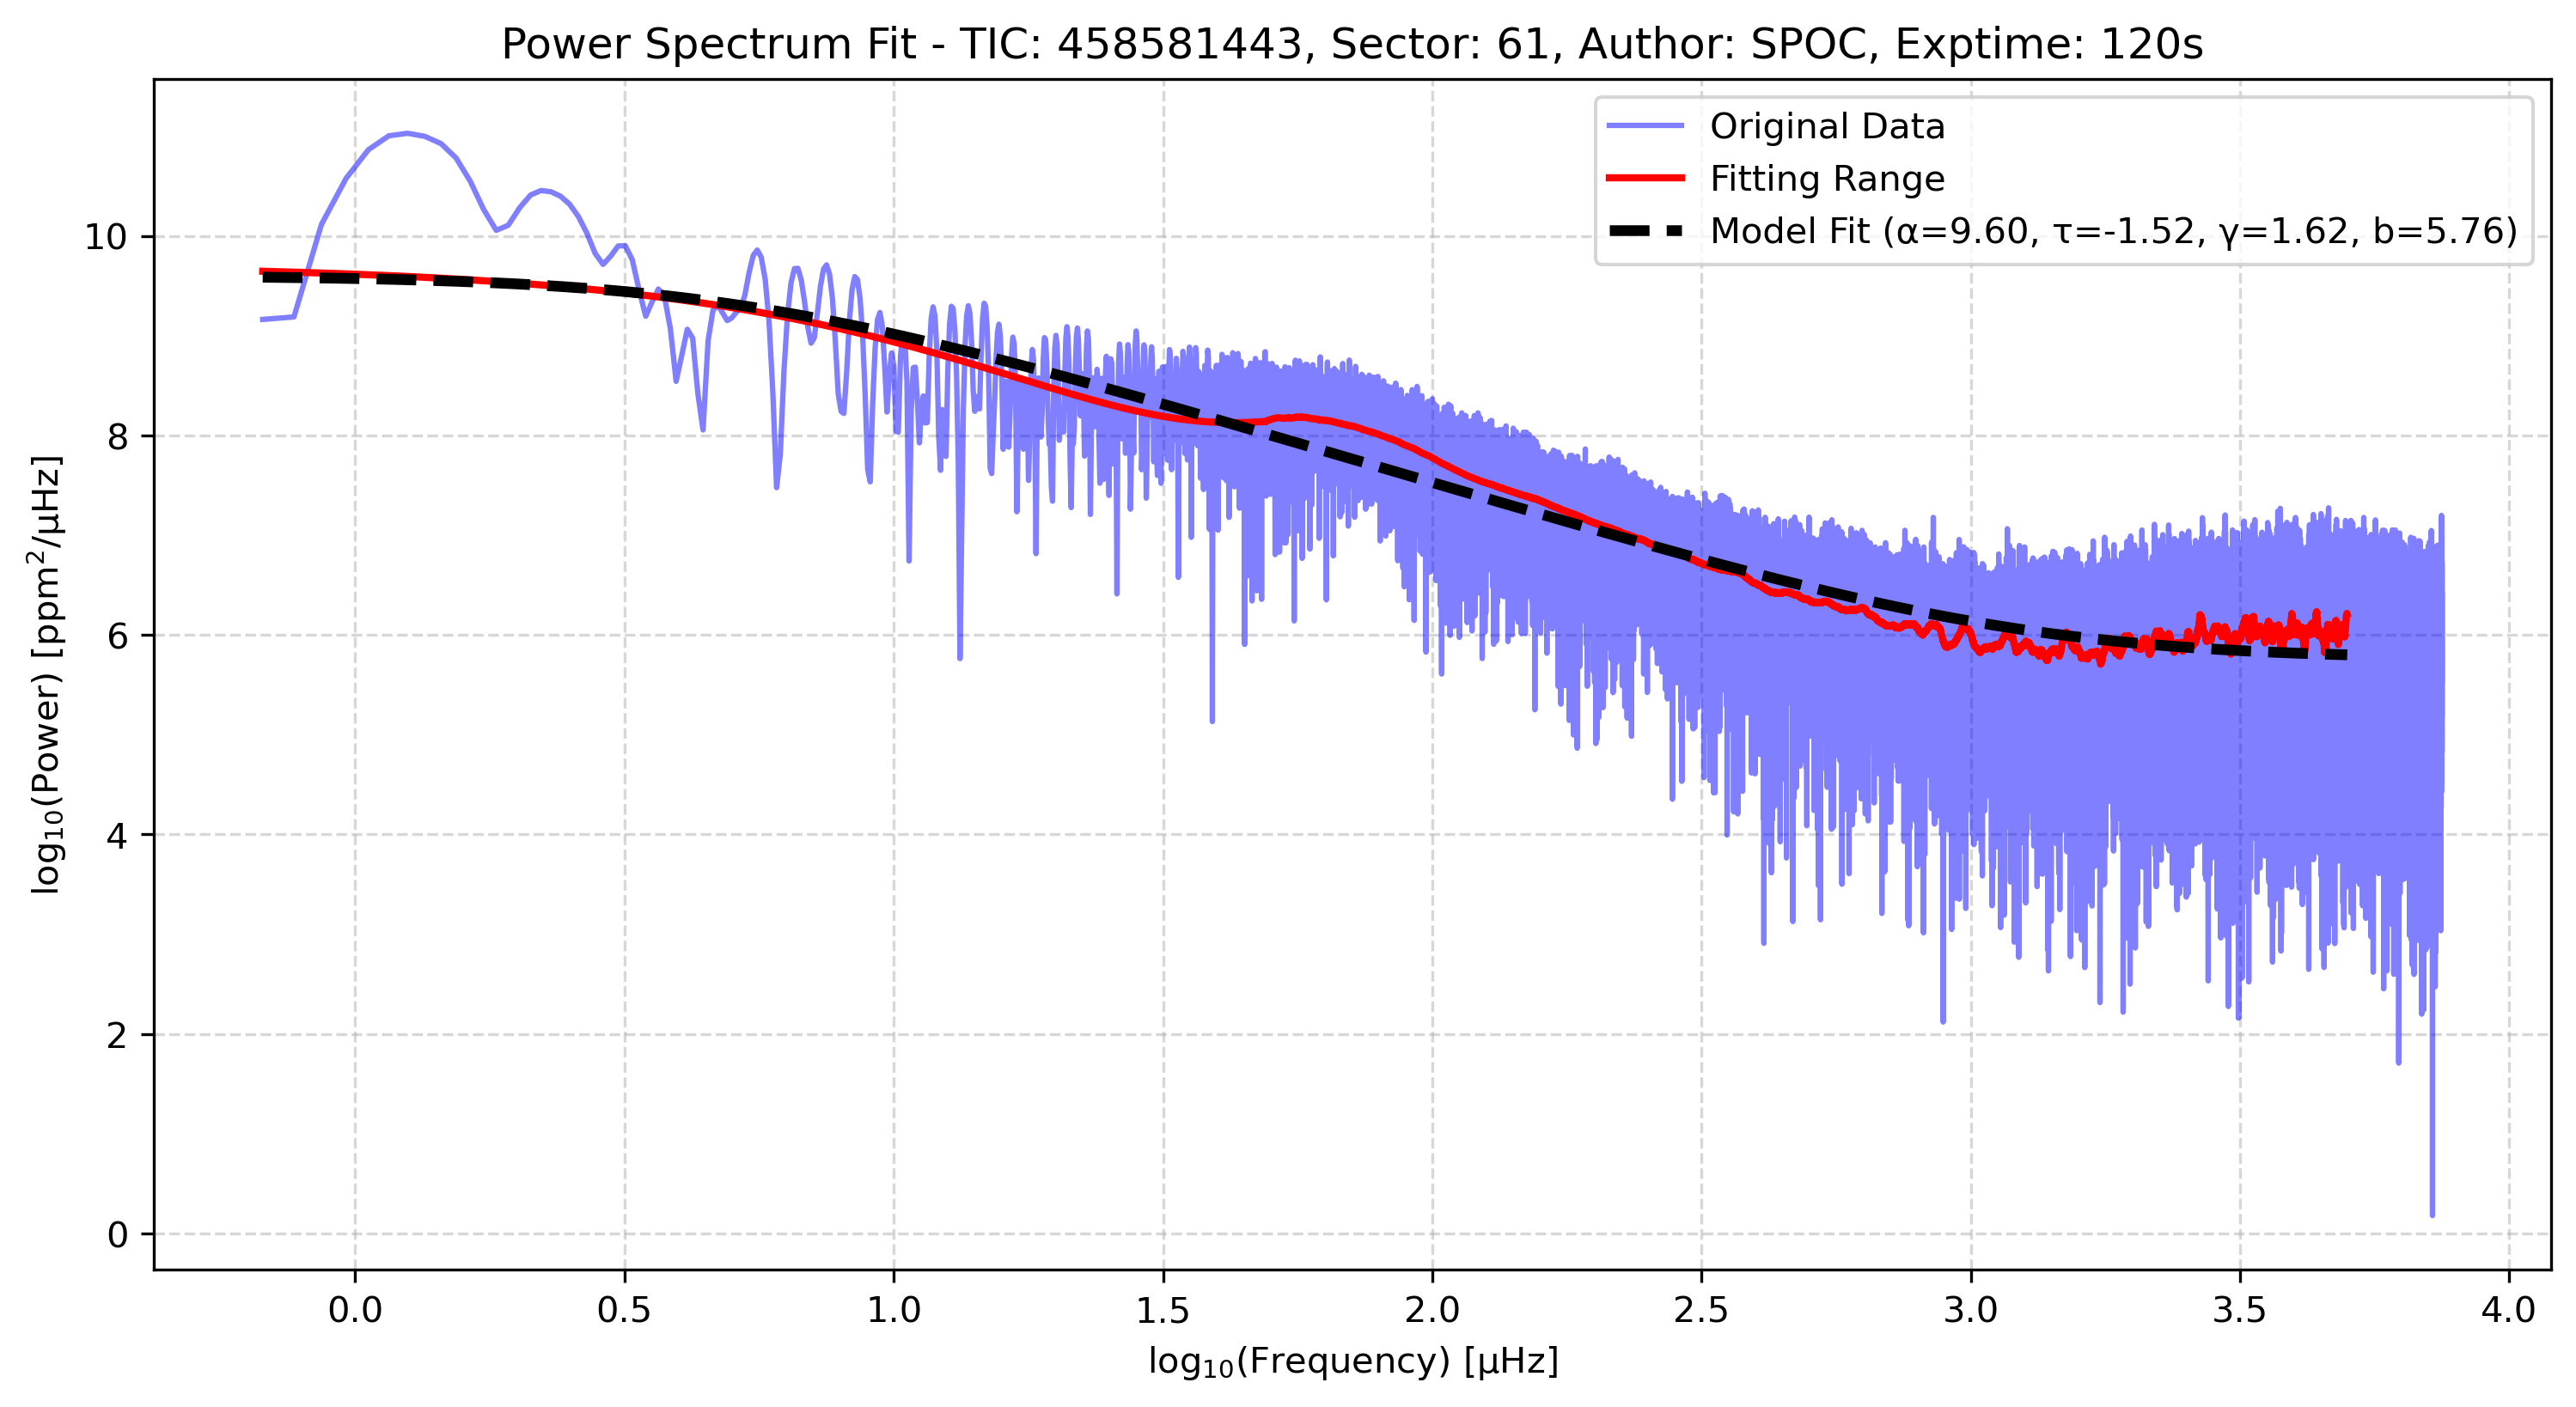 Power Spectrum Fit - TIC: 458581443, Sector: 61, Author: SPOC, Exptime: 120s
Original Data
Fitting Range
Model Fit (α=9.60, τ=-1.52, γ=1.62, b=5.76)
log₁₀(Power) [ppm²/μHz]
10
8
6
4
2
0
0.0 0.5 1.0 1.5 2.0 2.5 3.0 3.5 4.0
log₁₀(Frequency) [μHz]